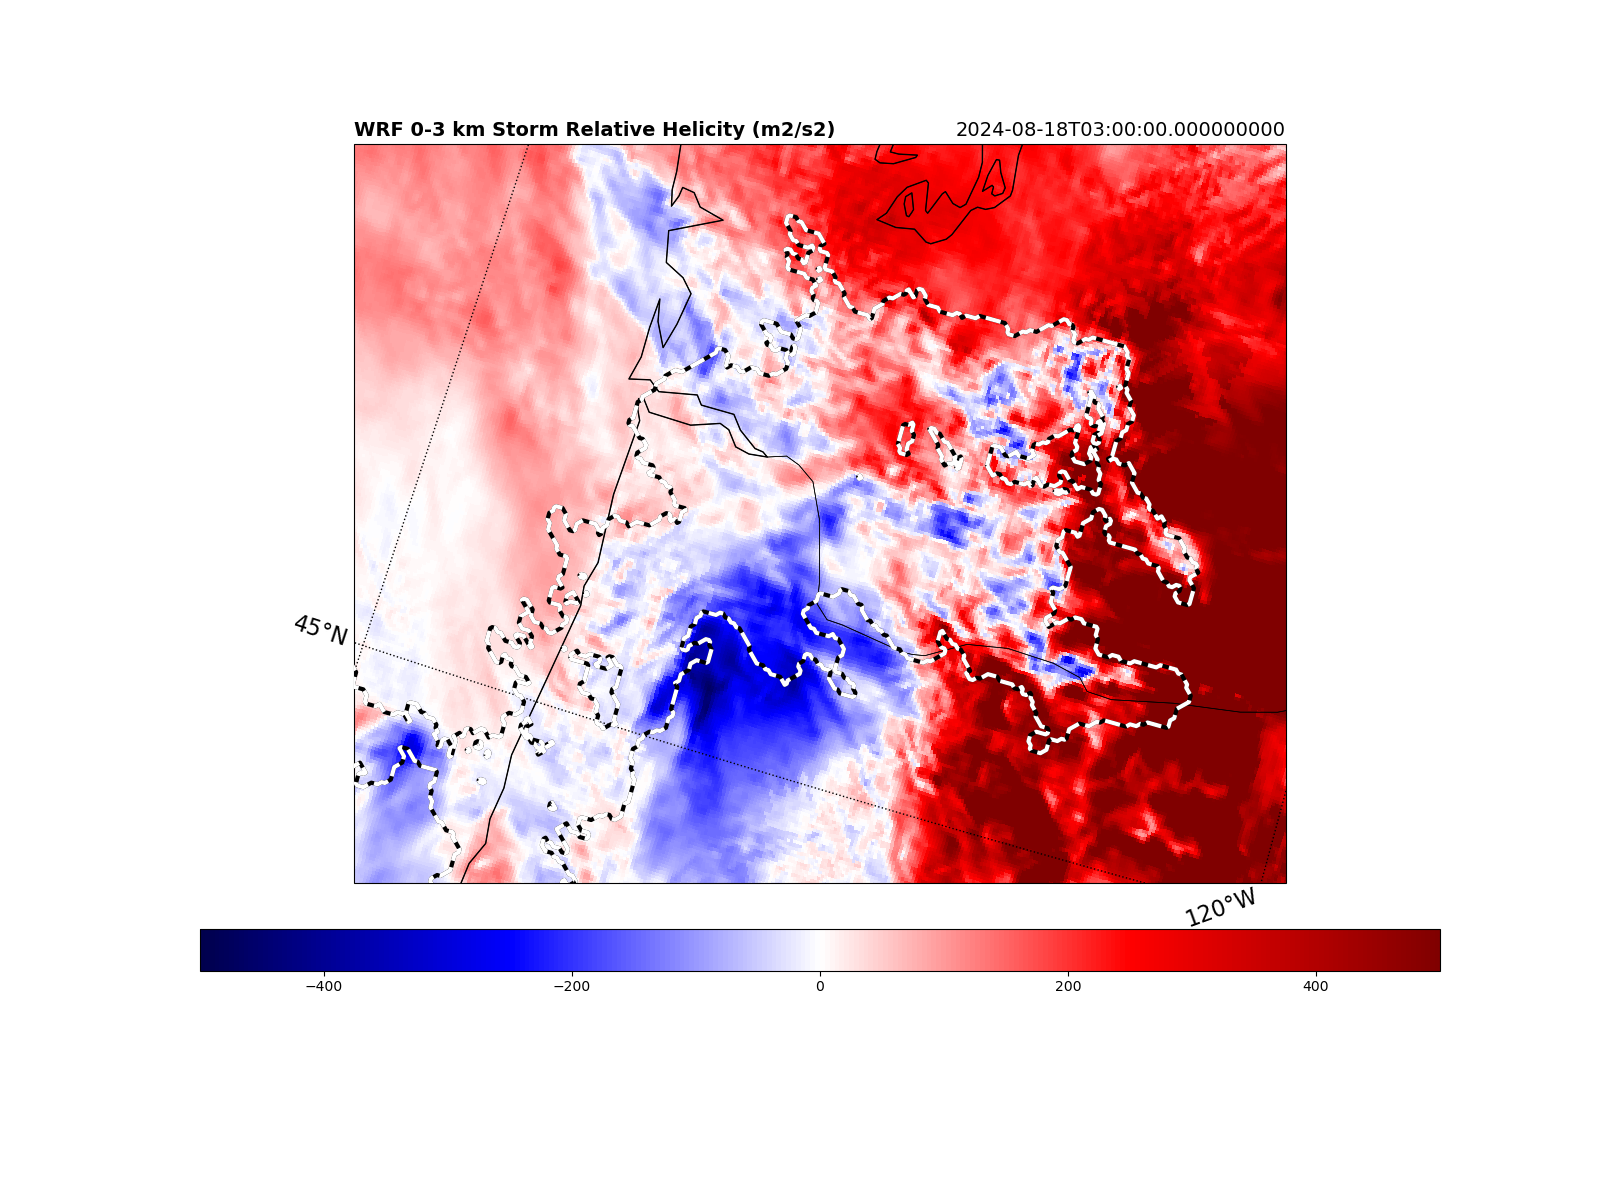 WRF 0-3 km Storm Relative Helicity (m2/s2) 2024-08-18T03:00:00.000000000
45°N
120°W
−400 −200 0 200 400